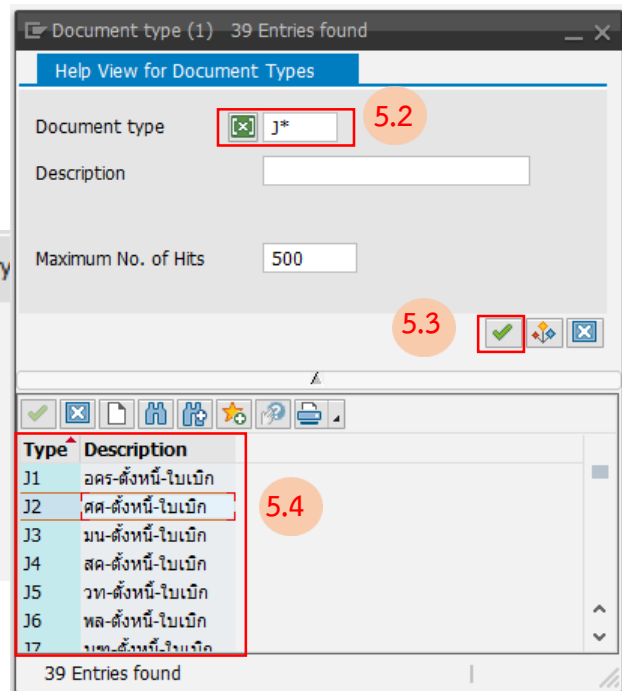 Document type (1) 39 Entries found
Help View for Document Types
Document type J* 5.2
Description
Maximum No. of Hits 500
5.3
Type Description
J1 อคร-ตั้งหนี้-ใบเบิก
J2 ศศ-ตั้งหนี้-ใบเบิก 5.4
J3 มน-ตั้งหนี้-ใบเบิก
J4 สค-ตั้งหนี้-ใบเบิก
J5 วท-ตั้งหนี้-ใบเบิก
J6 พล-ตั้งหนี้-ใบเบิก
J7
39 Entries found